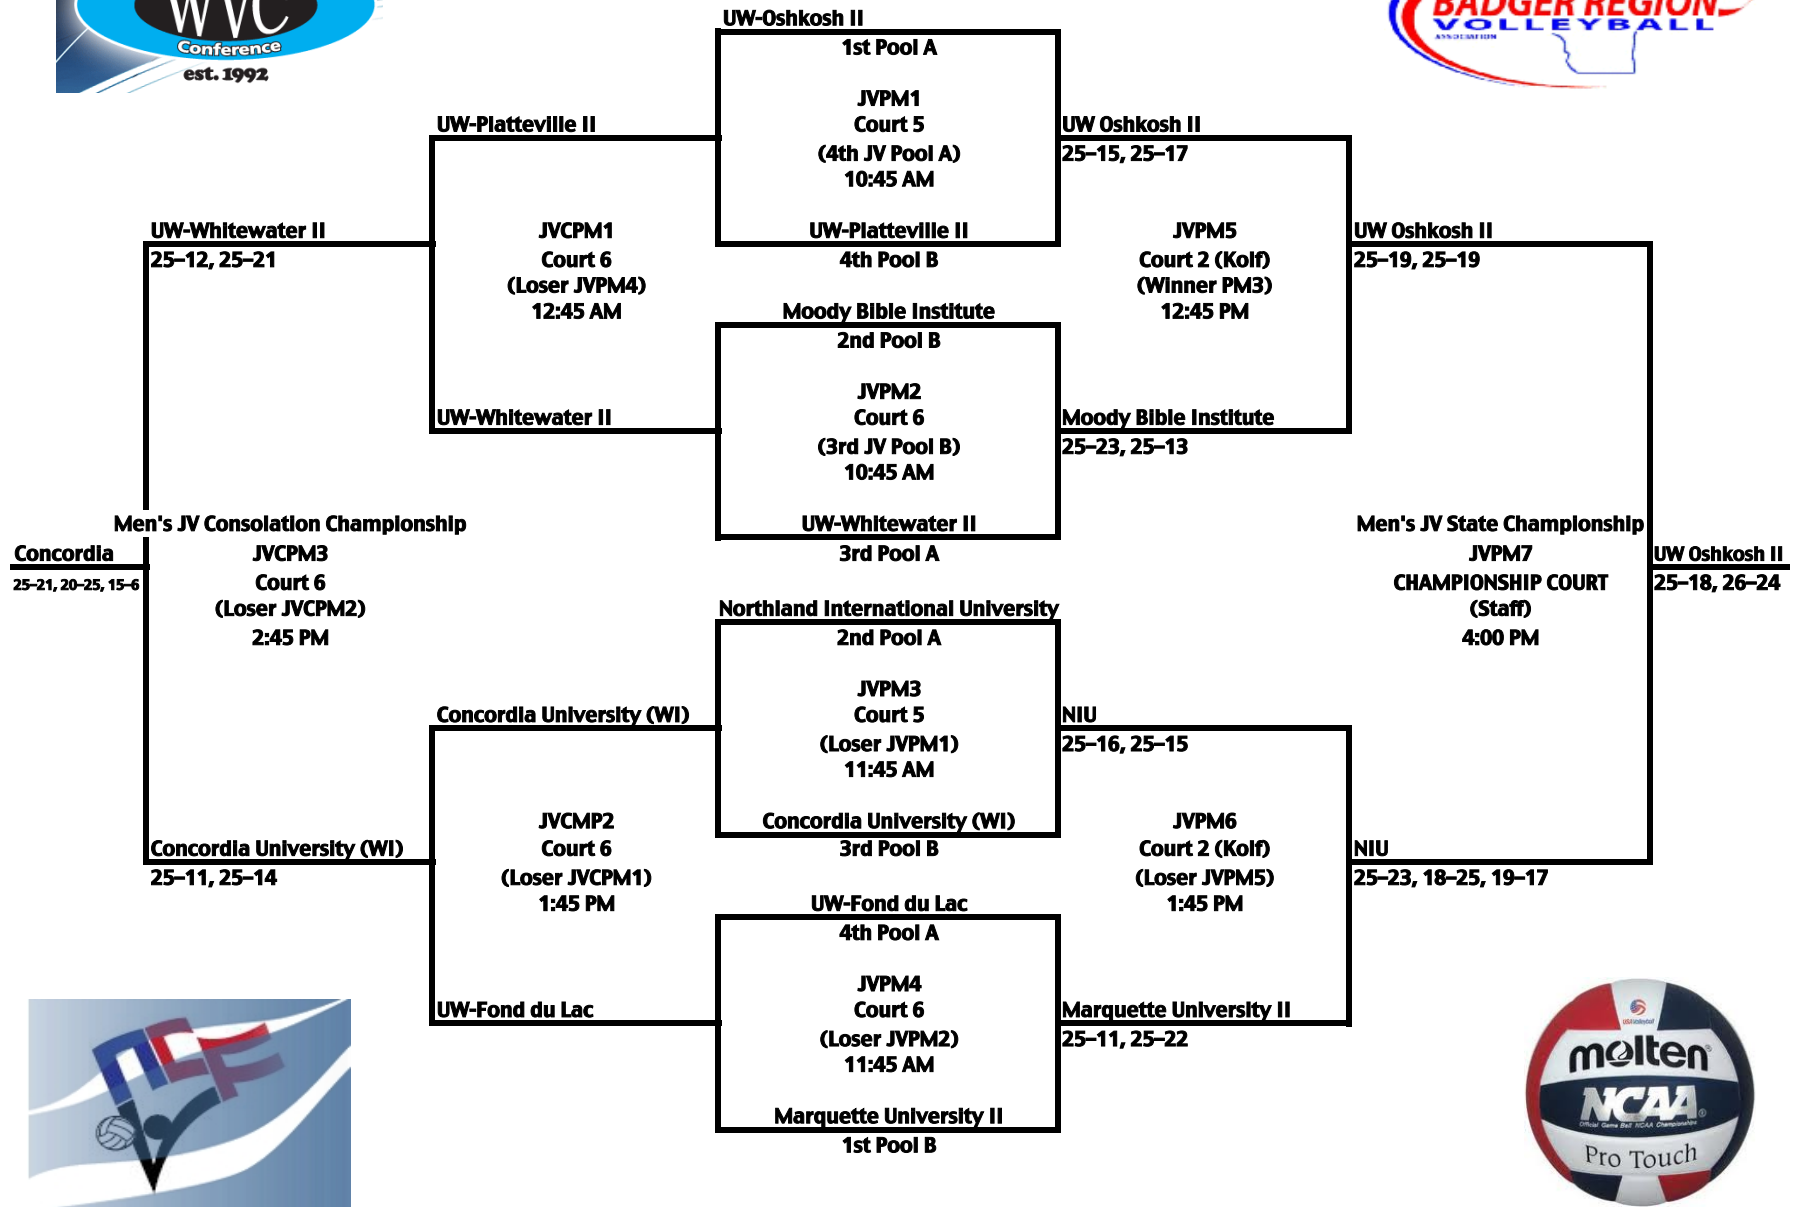 WVC
Conference
est. 1992
BADGER REGION
VOLLEYBALL
ASSOCIATION
UW-Oshkosh II
1st Pool A
JVPM1
Court 5
(4th JV Pool A)
10:45 AM
UW-Platteville II
4th Pool B
Moody Bible Institute
2nd Pool B
JVPM2
Court 6
(3rd JV Pool B)
10:45 AM
UW-Whitewater II
3rd Pool A
Northland International University
2nd Pool A
JVPM3
Court 5
(Loser JVPM1)
11:45 AM
Concordia University (WI)
3rd Pool B
UW-Fond du Lac
4th Pool A
JVPM4
Court 6
(Loser JVPM2)
11:45 AM
Marquette University II
1st Pool B
UW-Platteville II
JVCPM1
Court 6
(Loser JVPM4)
12:45 AM
UW-Whitewater II
Concordia University (WI)
JVCMP2
Court 6
(Loser JVCPM1)
1:45 PM
UW-Fond du Lac
UW-Whitewater II
25–12, 25–21
Men's JV Consolation Championship
JVCPM3
Court 6
(Loser JVCPM2)
2:45 PM
Concordia University (WI)
25–11, 25–14
Concordia
25–21, 20–25, 15–6
UW Oshkosh II
25–15, 25–17
JVPM5
Court 2 (Kolf)
(Winner PM3)
12:45 PM
Moody Bible Institute
25–23, 25–13
NIU
25–16, 25–15
JVPM6
Court 2 (Kolf)
(Loser JVPM5)
1:45 PM
Marquette University II
25–11, 25–22
UW Oshkosh II
25–19, 25–19
Men's JV State Championship
JVPM7
CHAMPIONSHIP COURT
(Staff)
4:00 PM
NIU
25–23, 18–25, 19–17
UW Oshkosh II
25–18, 26–24
NCF
USA Volleyball
molten
NCAA
Official Game Ball NCAA Championships
Pro Touch